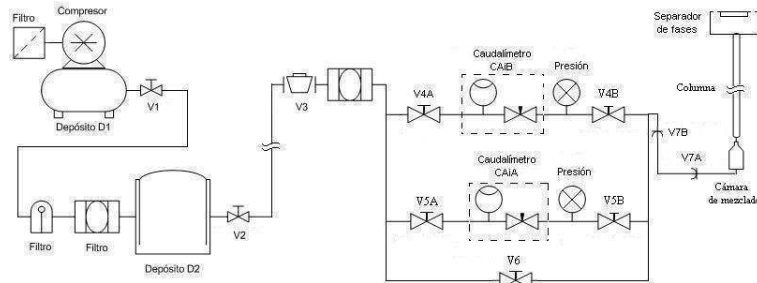 Filtro
Compresor
Depósito D1
V1
Filtro
Filtro
Depósito D2
V2
V3
V4A
Caudalímetro
CAiB
Presión
V4B
V5A
Caudalímetro
CAiA
Presión
V5B
V6
V7B
V7A
Separador
de fases
Columna
Cámara
de mezclado